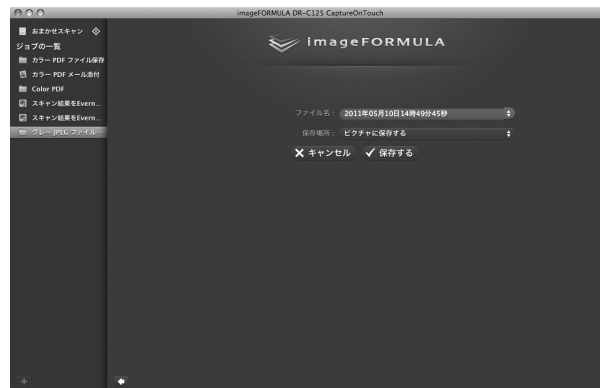 imageFORMULA DR-C125 CaptureOnTouch
おまかせスキャン
ジョブの一覧
カラー PDF ファイル保存
カラー PDF メール添付
Color PDF
スキャン結果をEvern...
スキャン結果をEvern...
グレー JPEG ファイル...
imageFORMULA
ファイル名： 2011年05月10日14時49分45秒
保存場所： ピクチャに保存する
キャンセル 保存する